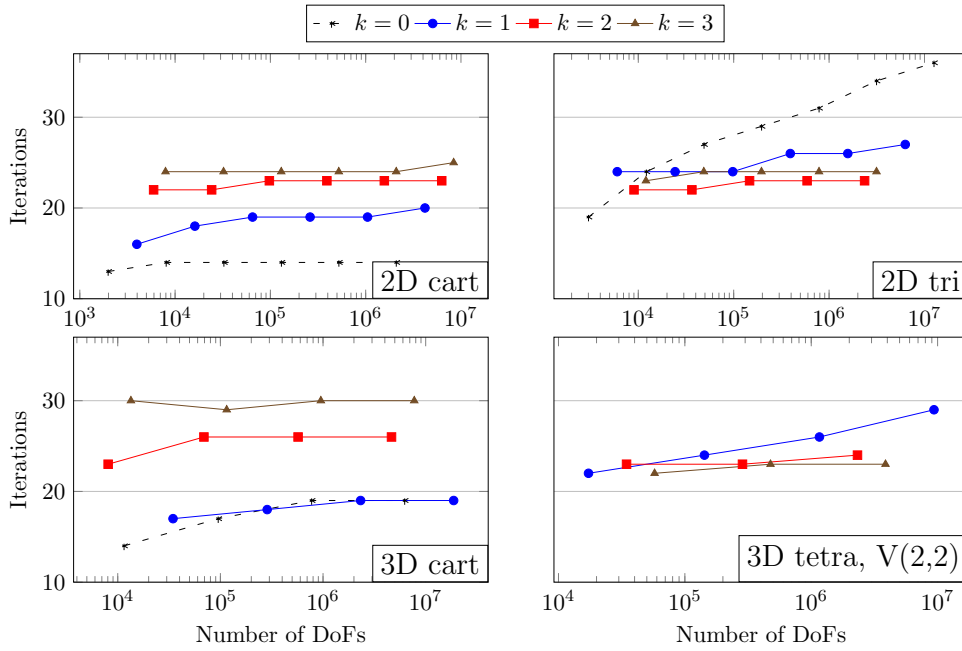 k = 0 k = 1 k = 2 k = 3
Iterations
10
20
30
10^3 10^4 10^5 10^6 10^7
2D cart
10^4 10^5 10^6 10^7
2D tri
Iterations
10
20
30
10^4 10^5 10^6 10^7
3D cart
Number of DoFs
10^4 10^5 10^6 10^7
3D tetra, V(2,2)
Number of DoFs